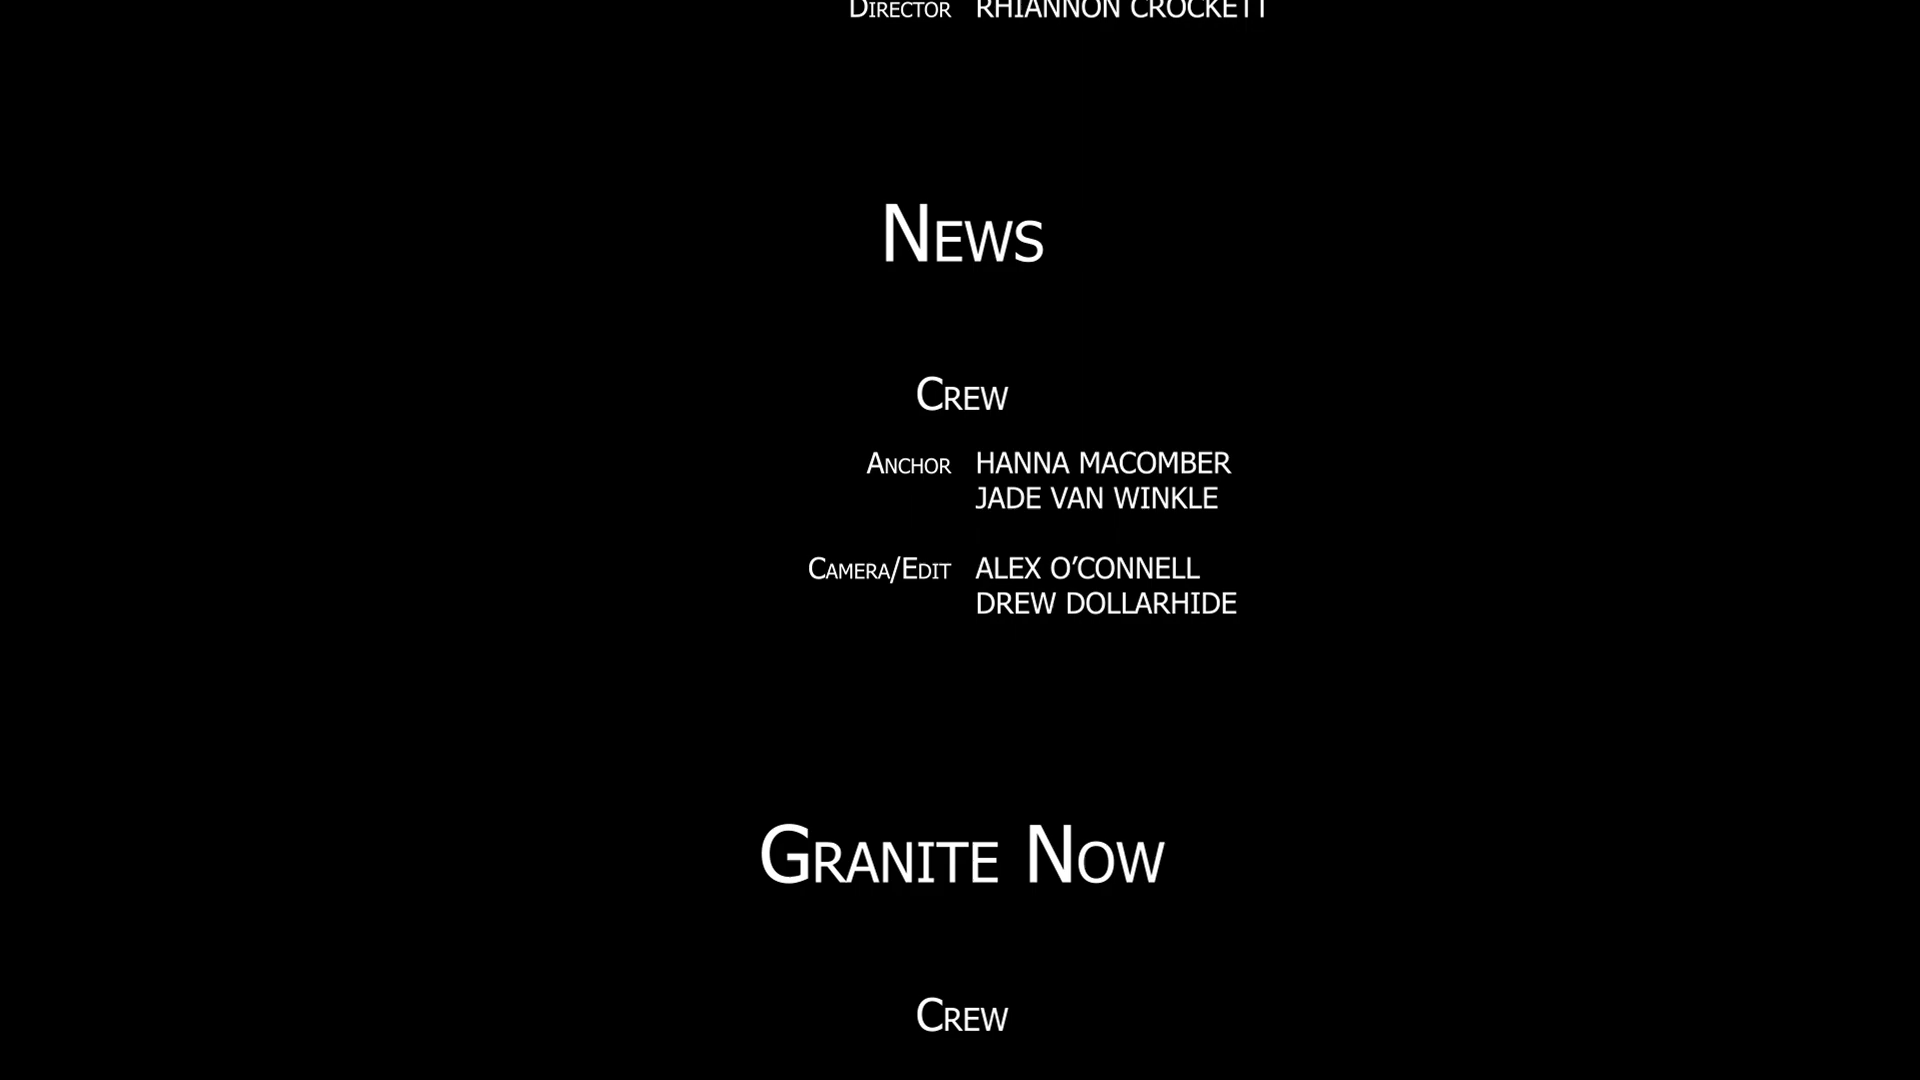 Director RHIANNON CROCKETT
News
Crew
Anchor HANNA MACOMBER
JADE VAN WINKLE
Camera/Edit ALEX O'CONNELL
DREW DOLLARHIDE
Granite Now
Crew